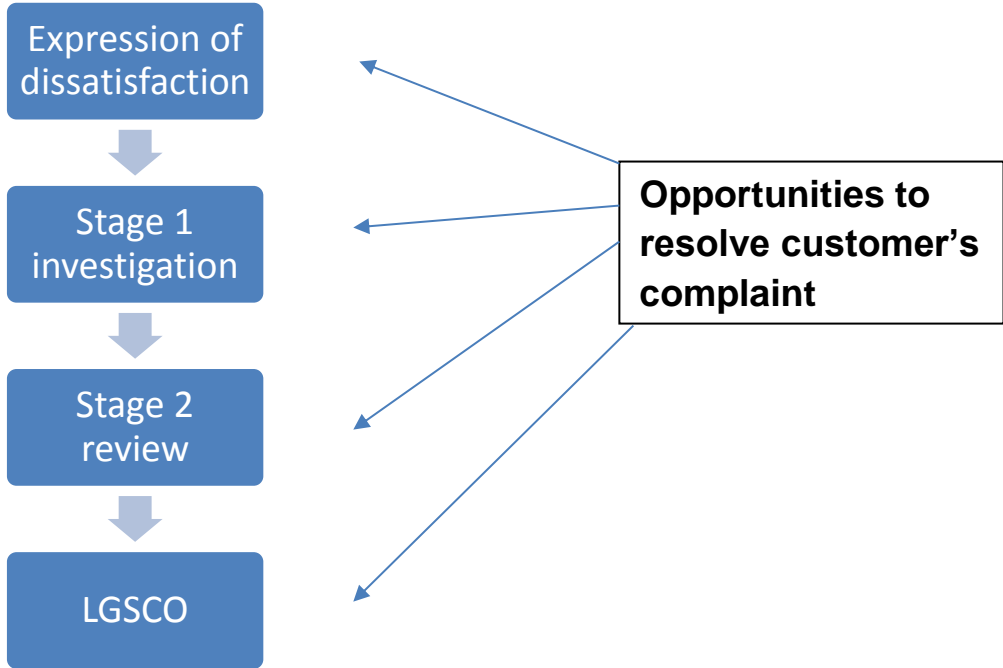 Expression of
dissatisfaction
Stage 1
investigation
Stage 2
review
LGSCO
Opportunities to
resolve customer’s
complaint